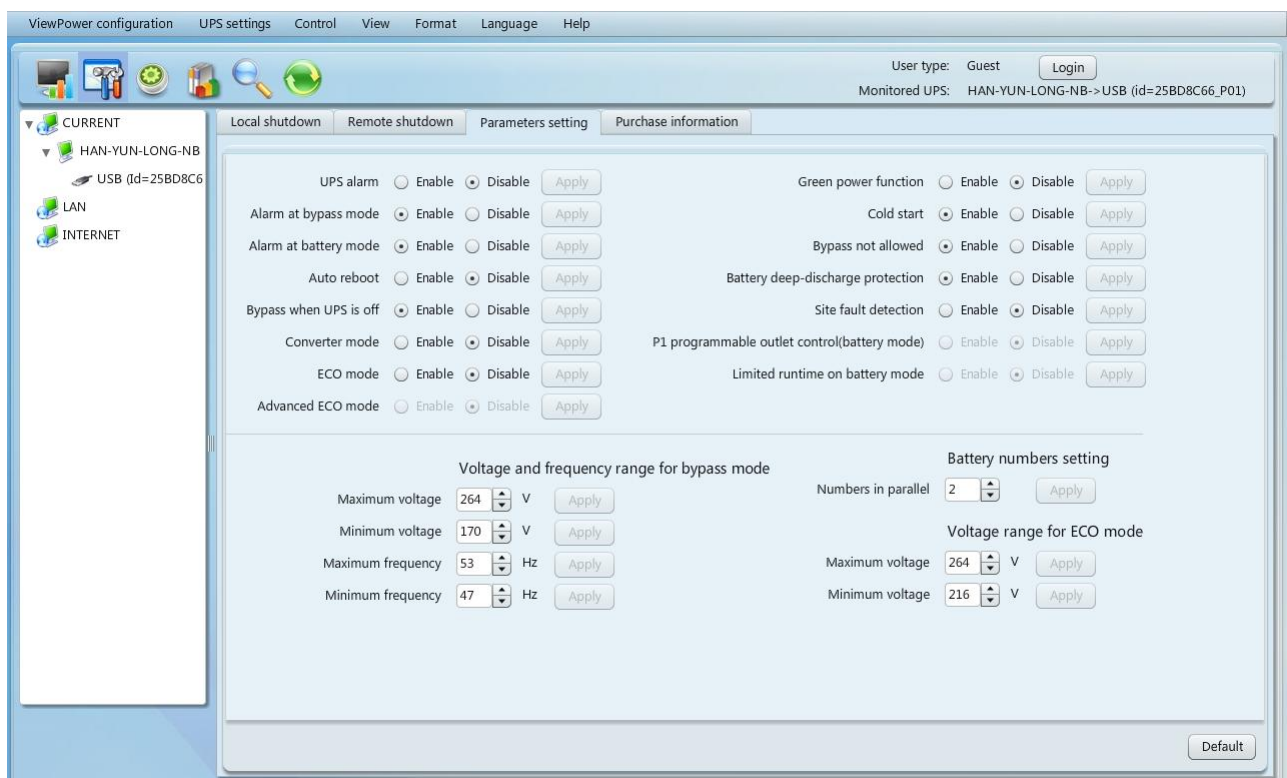 ViewPower configuration UPS settings Control View Format Language Help
User type: Guest Login
Monitored UPS: HAN-YUN-LONG-NB->USB (id=25BD8C66_P01)
CURRENT
HAN-YUN-LONG-NB
USB (Id=25BD8C6
LAN
INTERNET
Local shutdown Remote shutdown Parameters setting Purchase information
UPS alarm Enable Disable Apply
Alarm at bypass mode Enable Disable Apply
Alarm at battery mode Enable Disable Apply
Auto reboot Enable Disable Apply
Bypass when UPS is off Enable Disable Apply
Converter mode Enable Disable Apply
ECO mode Enable Disable Apply
Advanced ECO mode Enable Disable Apply
Green power function Enable Disable Apply
Cold start Enable Disable Apply
Bypass not allowed Enable Disable Apply
Battery deep-discharge protection Enable Disable Apply
Site fault detection Enable Disable Apply
P1 programmable outlet control(battery mode) Enable Disable Apply
Limited runtime on battery mode Enable Disable Apply
Voltage and frequency range for bypass mode
Maximum voltage 264 V Apply
Minimum voltage 170 V Apply
Maximum frequency 53 Hz Apply
Minimum frequency 47 Hz Apply
Battery numbers setting
Numbers in parallel 2 Apply
Voltage range for ECO mode
Maximum voltage 264 V Apply
Minimum voltage 216 V Apply
Default